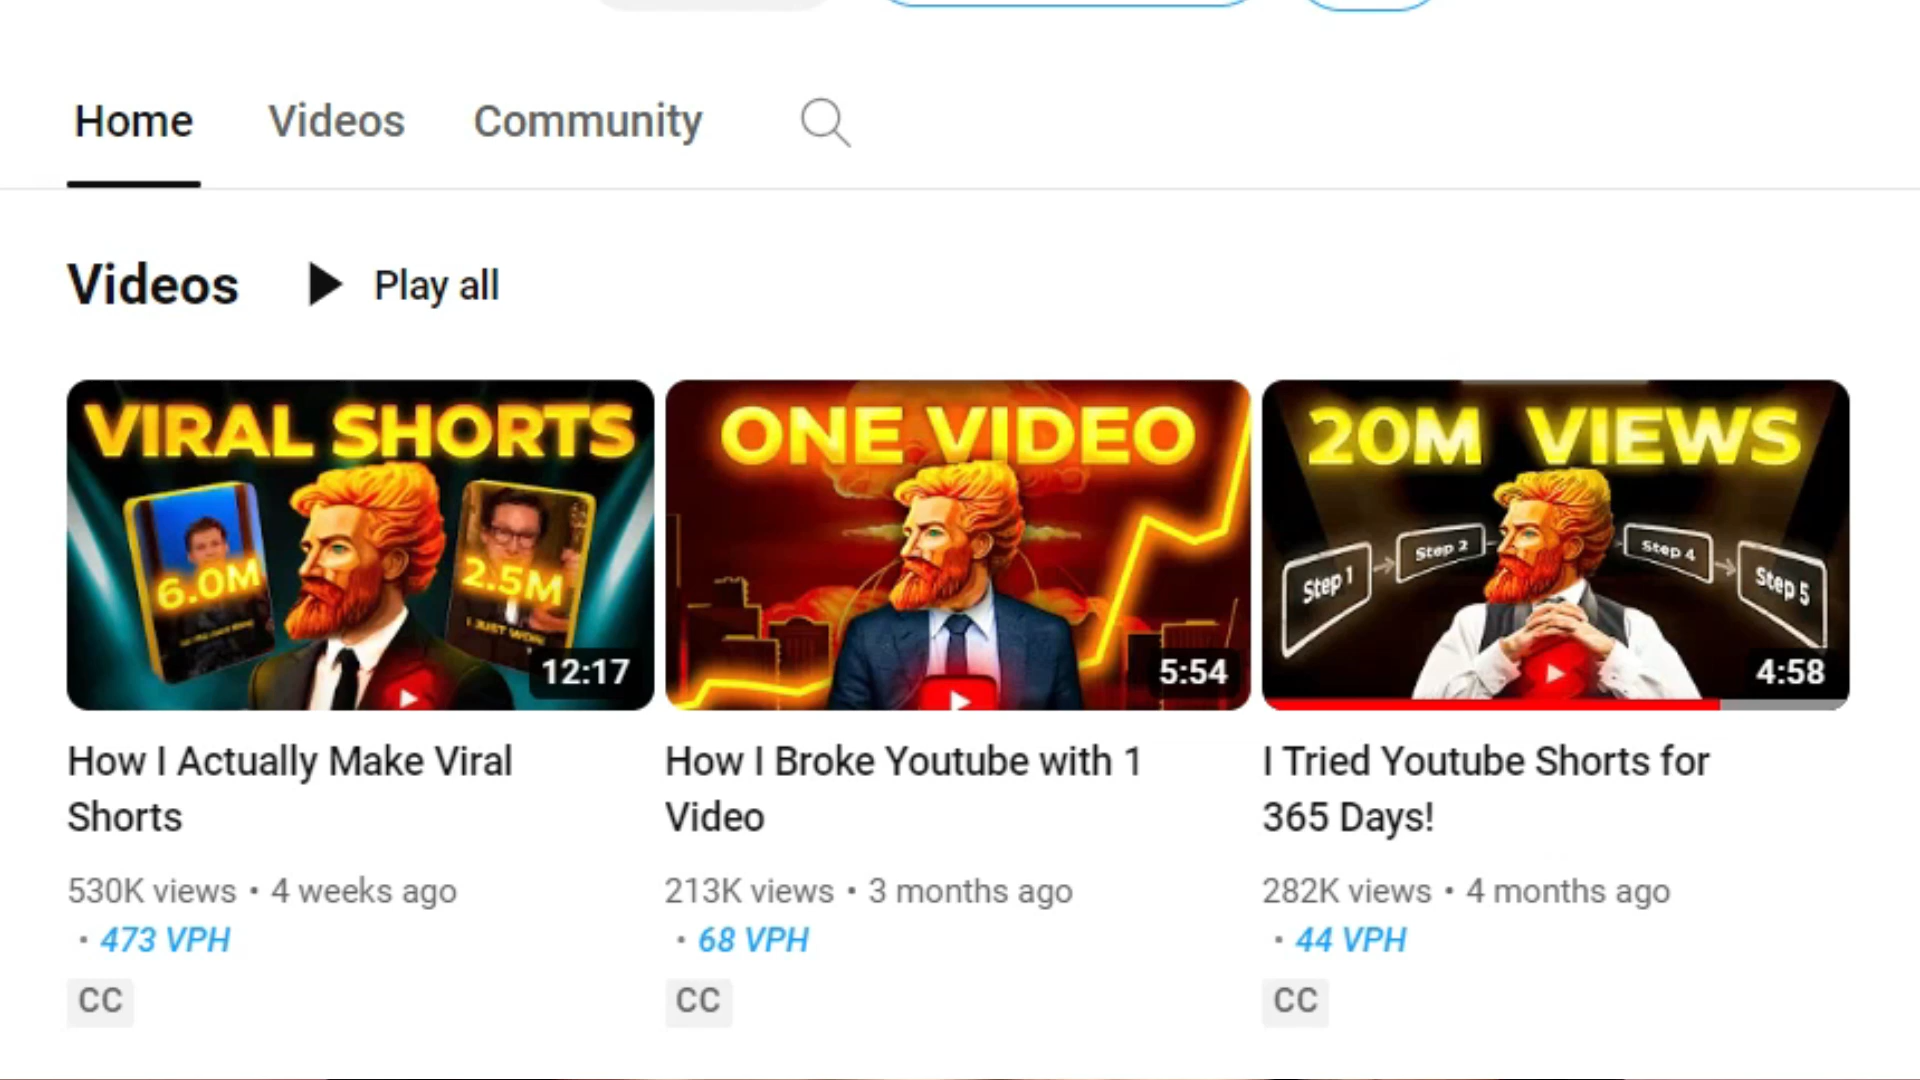 Home Videos Community
Videos Play all
VIRAL SHORTS
6.0M
2.5M
I JUST WORE
12:17
ONE VIDEO
5:54
20M VIEWS
Step 1
Step 2
Step 4
Step 5
4:58
How I Actually Make Viral
Shorts
530K views • 4 weeks ago
• 473 VPH
CC
How I Broke Youtube with 1
Video
213K views • 3 months ago
• 68 VPH
CC
I Tried Youtube Shorts for
365 Days!
282K views • 4 months ago
• 44 VPH
CC